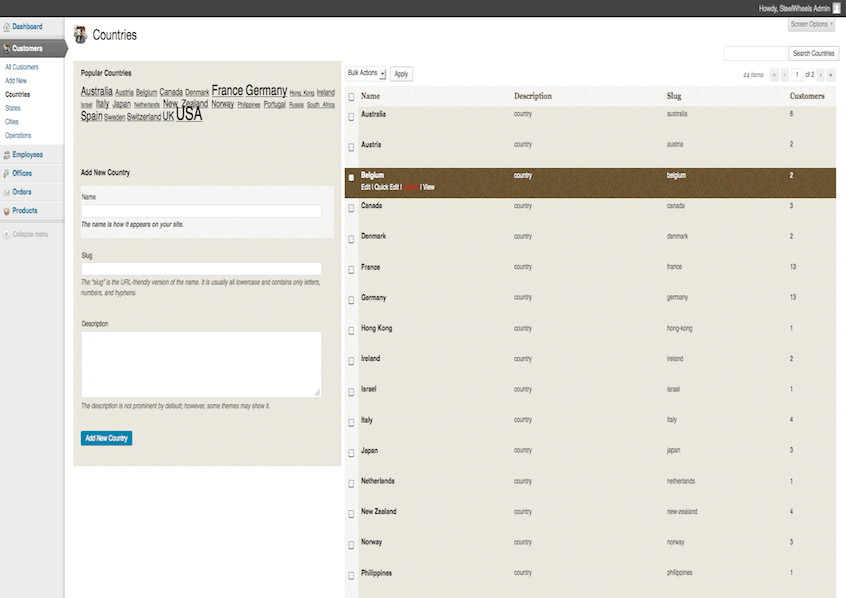 Howdy, SteelWheels Admin
Screen Options
Dashboard
Customers
All Customers
Add New
Countries
States
Cities
Operations
Employees
Offices
Orders
Products
Collapse menu
Countries
Search Countries
Popular Countries
Australia Austria Belgium Canada Denmark France Germany Hong Kong Ireland
Israel Italy Japan Netherlands New Zealand Norway Philippines Portugal Russia South Africa
Spain Sweden Switzerland UK USA
Add New Country
Name
The name is how it appears on your site.
Slug
The "slug" is the URL-friendly version of the name. It is usually all lowercase and contains only letters,
numbers, and hyphens.
Description
The description is not prominent by default; however, some themes may show it.
Add New Country
Bulk Actions Apply 24 items « ‹ 1 of 2 › »
Name Description Slug Customers
Australia country australia 6
Austria country austria 2
Belgium country belgium 2
Edit | Quick Edit | | View
Canada country canada 3
Denmark country denmark 2
France country france 13
Germany country germany 13
Hong Kong country hong-kong 1
Ireland country ireland 2
Israel country israel 1
Italy country italy 4
Japan country japan 3
Netherlands country netherlands 1
New Zealand country new-zealand 4
Norway country norway 3
Philippines country philippines 1